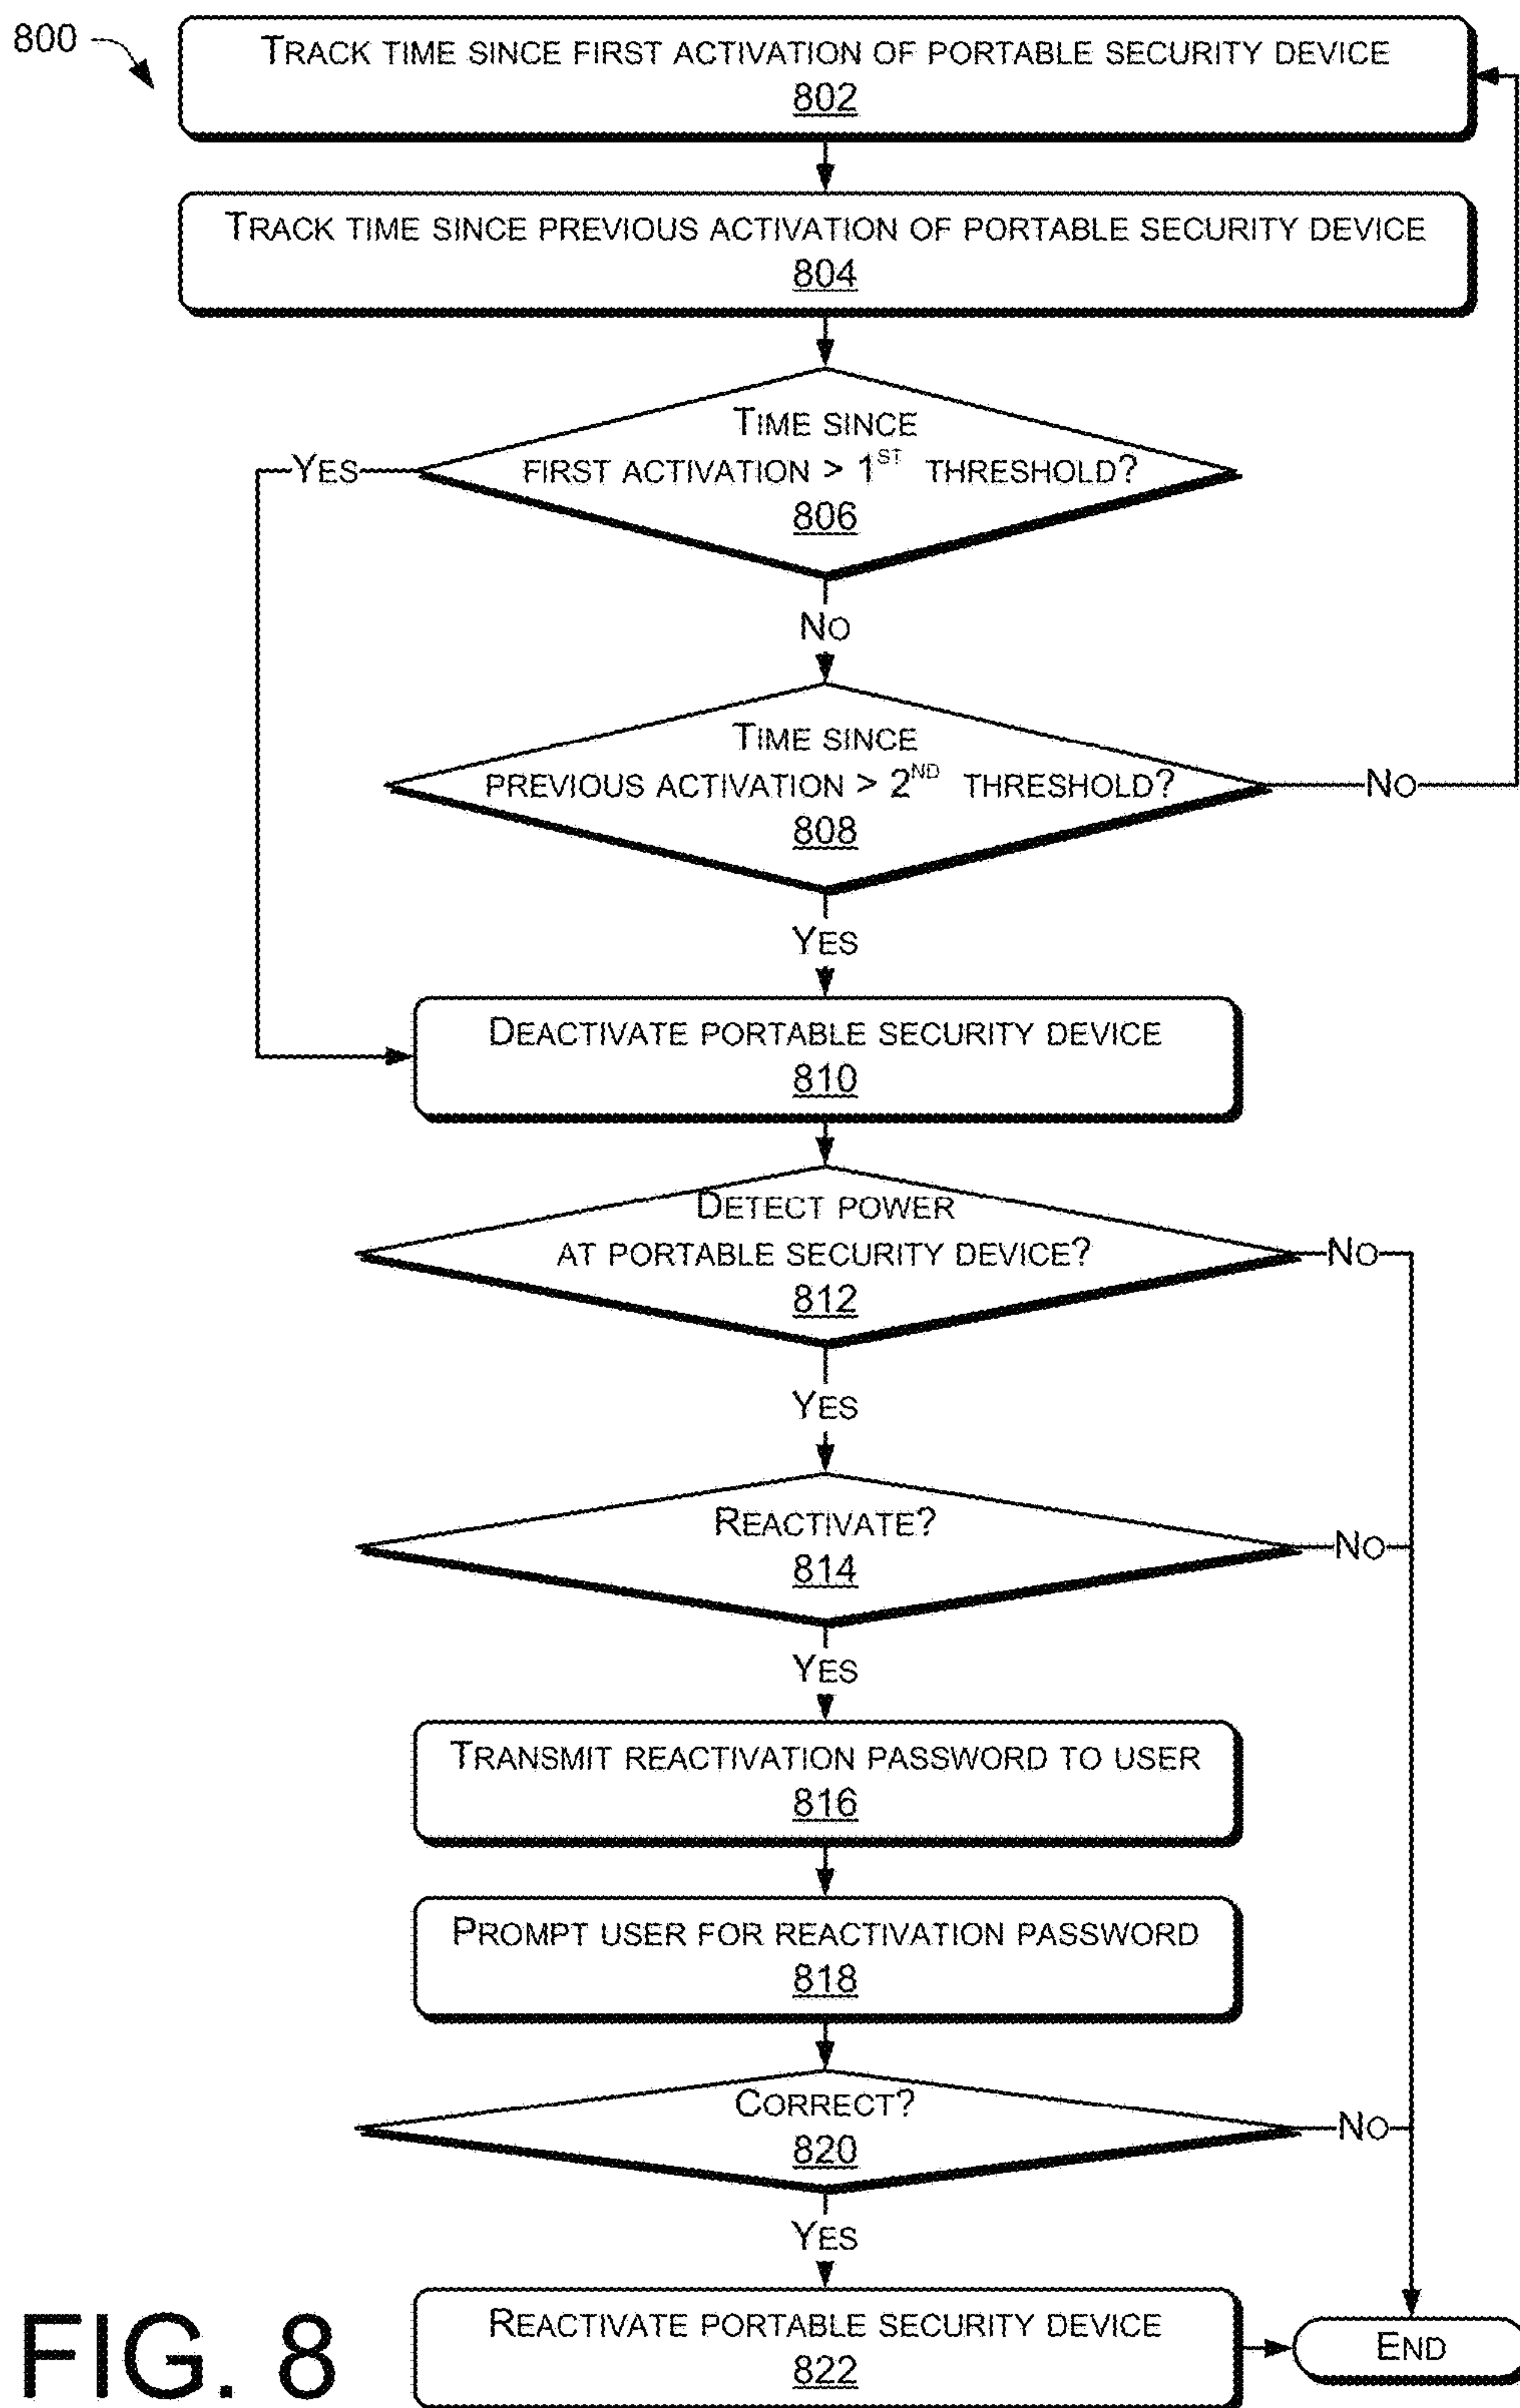 800
TRACK TIME SINCE FIRST ACTIVATION OF PORTABLE SECURITY DEVICE
802
TRACK TIME SINCE PREVIOUS ACTIVATION OF PORTABLE SECURITY DEVICE
804
TIME SINCE
FIRST ACTIVATION > 1ST THRESHOLD?
806
YES
NO
TIME SINCE
PREVIOUS ACTIVATION > 2ND THRESHOLD?
808
NO
YES
DEACTIVATE PORTABLE SECURITY DEVICE
810
DETECT POWER
AT PORTABLE SECURITY DEVICE?
812
NO
YES
REACTIVATE?
814
NO
YES
TRANSMIT REACTIVATION PASSWORD TO USER
816
PROMPT USER FOR REACTIVATION PASSWORD
818
CORRECT?
820
NO
YES
REACTIVATE PORTABLE SECURITY DEVICE
822
END
FIG. 8